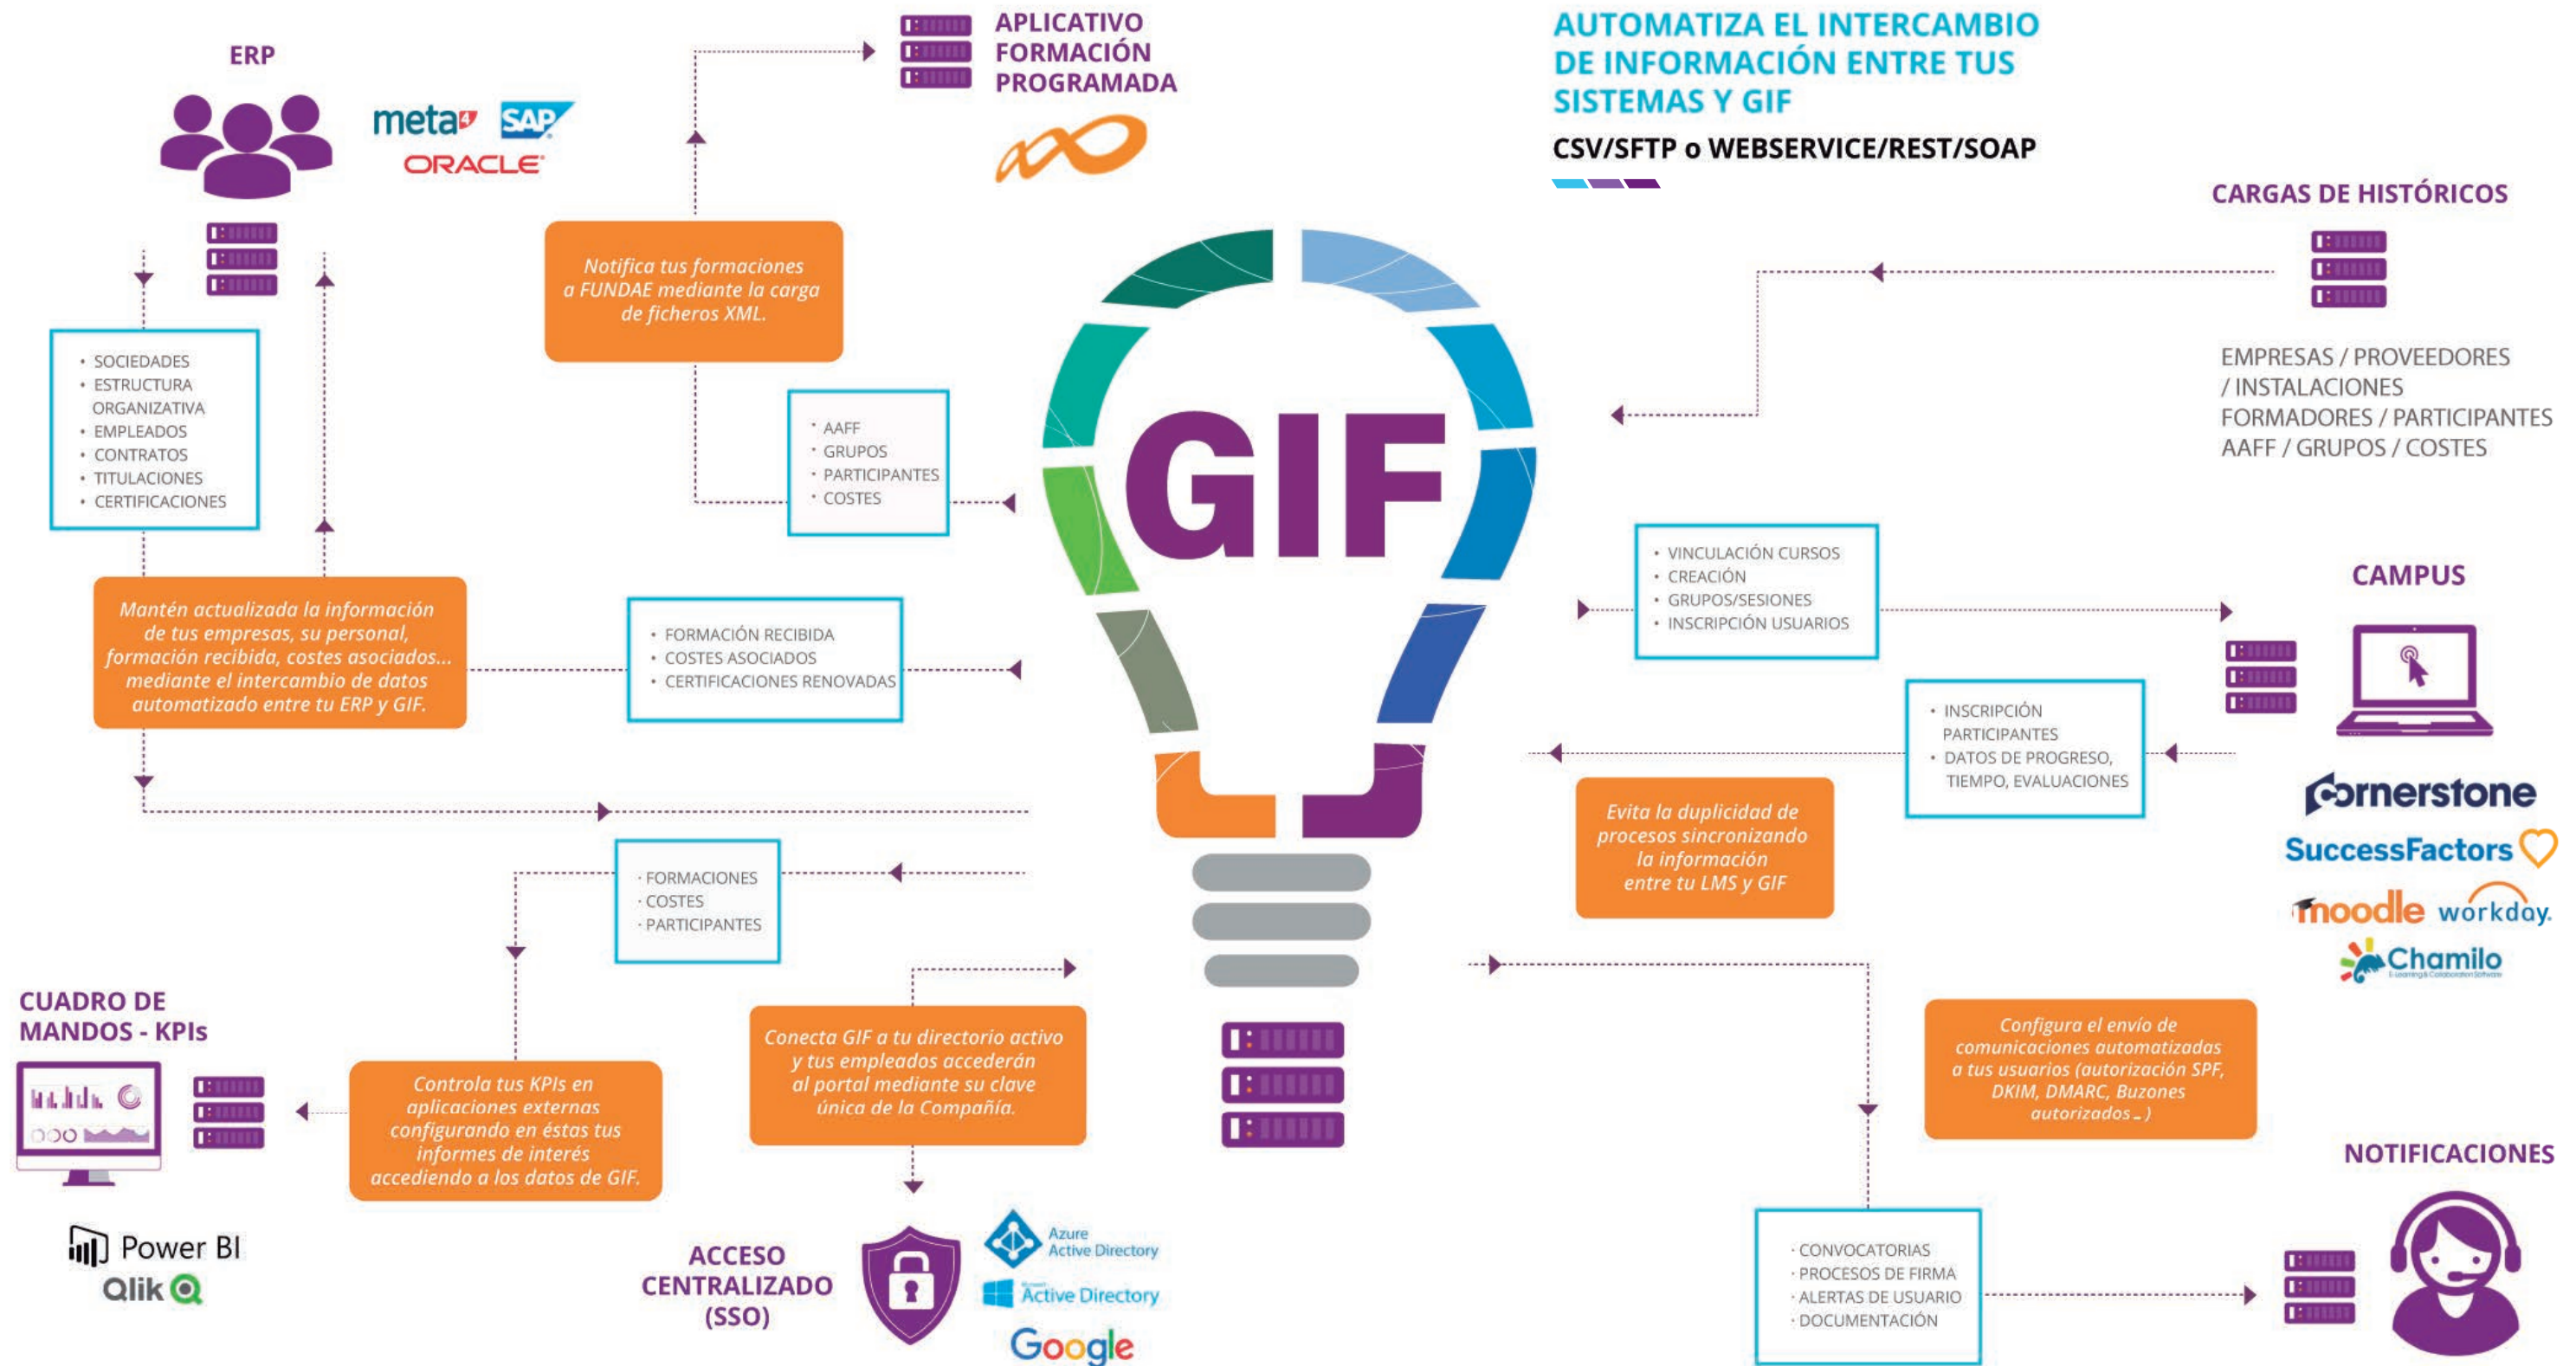 ERP
meta4
SAP
ORACLE
APLICATIVO
FORMACIÓN
PROGRAMADA
AUTOMATIZA EL INTERCAMBIO
DE INFORMACIÓN ENTRE TUS
SISTEMAS Y GIF
CSV/SFTP o WEBSERVICE/REST/SOAP
CARGAS DE HISTÓRICOS
EMPRESAS / PROVEEDORES
/ INSTALACIONES
FORMADORES / PARTICIPANTES
AAFF / GRUPOS / COSTES
Notifica tus formaciones
a FUNDAE mediante la carga
de ficheros XML.
• SOCIEDADES
• ESTRUCTURA
ORGANIZATIVA
• EMPLEADOS
• CONTRATOS
• TITULACIONES
• CERTIFICACIONES
• AAFF
• GRUPOS
• PARTICIPANTES
• COSTES
GIF
Mantén actualizada la información
de tus empresas, su personal,
formación recibida, costes asociados...
mediante el intercambio de datos
automatizado entre tu ERP y GIF.
• FORMACIÓN RECIBIDA
• COSTES ASOCIADOS
• CERTIFICACIONES RENOVADAS
• VINCULACIÓN CURSOS
• CREACIÓN
• GRUPOS/SESIONES
• INSCRIPCIÓN USUARIOS
CAMPUS
• INSCRIPCIÓN
PARTICIPANTES
• DATOS DE PROGRESO,
TIEMPO, EVALUACIONES
Evita la duplicidad de
procesos sincronizando
la información
entre tu LMS y GIF
cornerstone
SuccessFactors
moodle
workday.
Chamilo
E-Learning & Collaboration Software
· FORMACIONES
· COSTES
· PARTICIPANTES
CUADRO DE
MANDOS - KPIs
Controla tus KPIs en
aplicaciones externas
configurando en éstas tus
informes de interés
accediendo a los datos de GIF.
Power BI
Qlik
Conecta GIF a tu directorio activo
y tus empleados accederán
al portal mediante su clave
única de la Compañía.
ACCESO
CENTRALIZADO
(SSO)
Azure
Active Directory
Microsoft
Active Directory
Google
Configura el envío de
comunicaciones automatizadas
a tus usuarios (autorización SPF,
DKIM, DMARC, Buzones
autorizados...)
NOTIFICACIONES
· CONVOCATORIAS
· PROCESOS DE FIRMA
· ALERTAS DE USUARIO
· DOCUMENTACIÓN